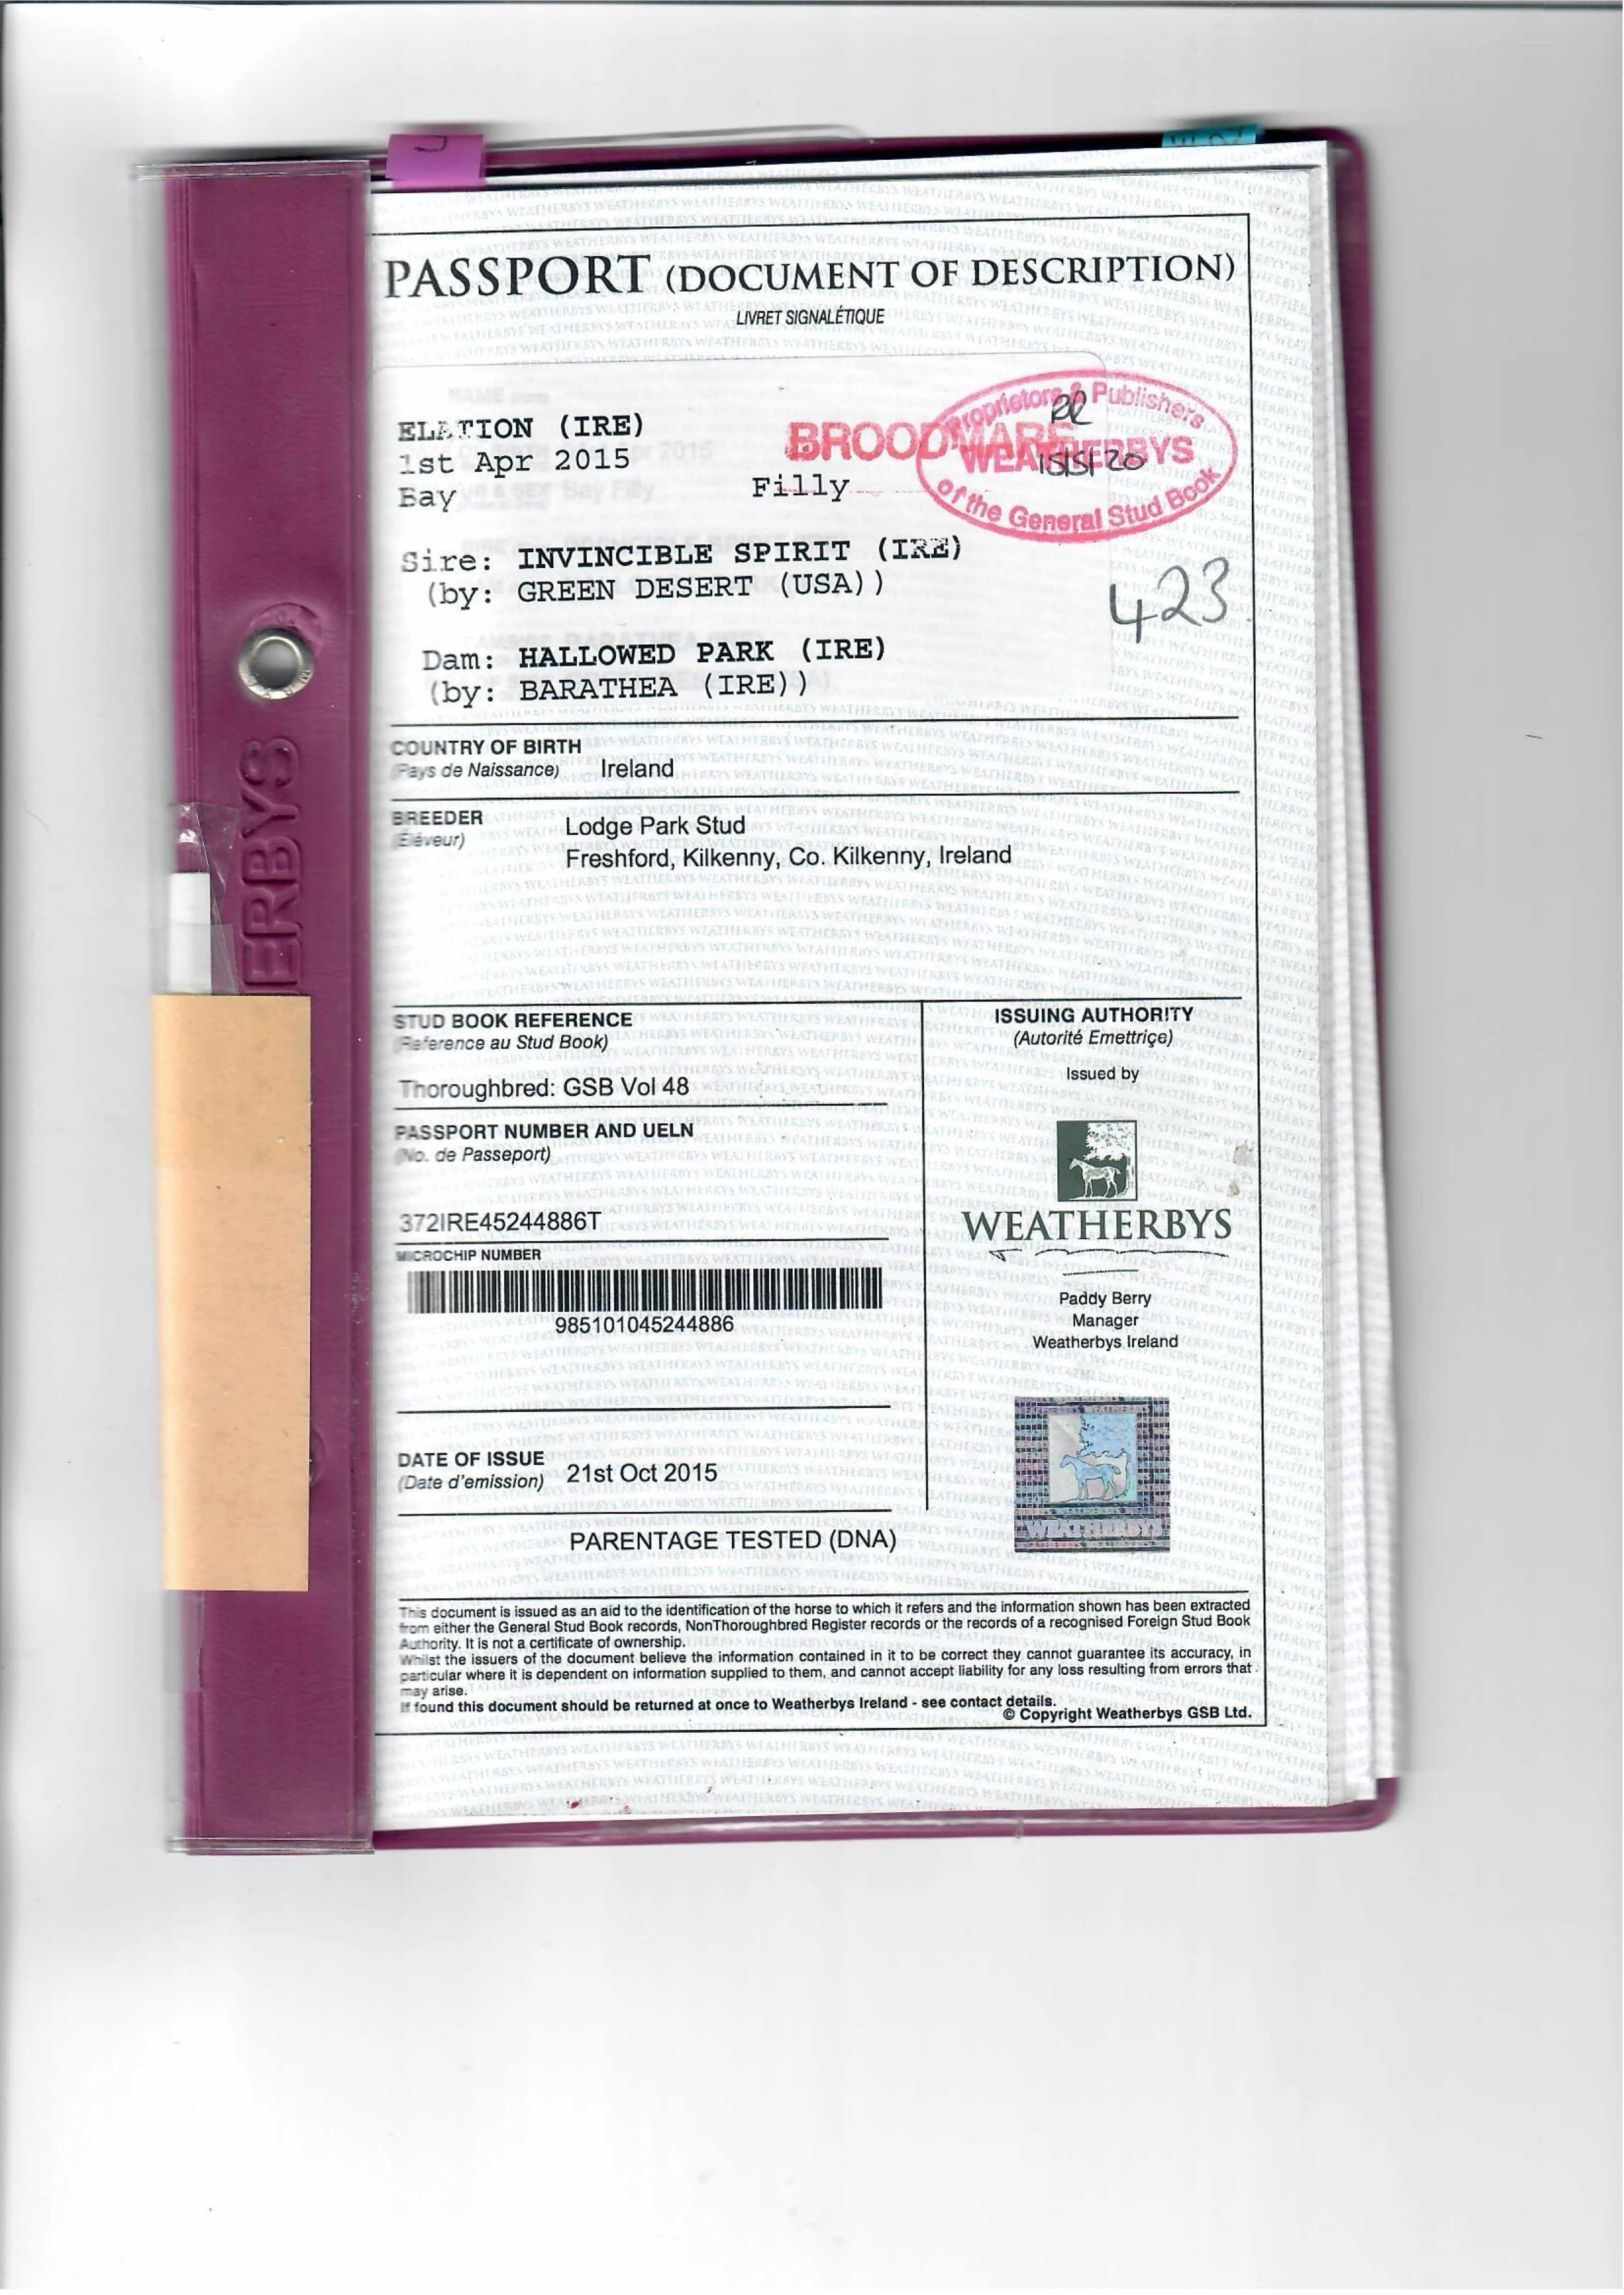 PASSPORT (DOCUMENT OF DESCRIPTION)
LIVRET SIGNALÉTIQUE
ELATION (IRE)
1st Apr 2015
Bay Filly
BROODMARE
Proprietors & Publishers
WEATHERBYS
of the General Stud Book
Sire: INVINCIBLE SPIRIT (IRE)
(by: GREEN DESERT (USA))
423
Dam: HALLOWED PARK (IRE)
(by: BARATHEA (IRE))
COUNTRY OF BIRTH
(Pays de Naissance) Ireland
BREEDER
(Éleveur)
Lodge Park Stud
Freshford, Kilkenny, Co. Kilkenny, Ireland
ERBYS
STUD BOOK REFERENCE
(Reference au Stud Book)
Thoroughbred: GSB Vol 48
PASSPORT NUMBER AND UELN
(No. de Passeport)
372IRE45244886T
MICROCHIP NUMBER
985101045244886
DATE OF ISSUE
(Date d'emission) 21st Oct 2015
PARENTAGE TESTED (DNA)
ISSUING AUTHORITY
(Autorité Emettriçe)
Issued by
WEATHERBYS
Paddy Berry
Manager
Weatherbys Ireland
WEATHERBYS
This document is issued as an aid to the identification of the horse to which it refers and the information shown has been extracted
from either the General Stud Book records, NonThoroughbred Register records or the records of a recognised Foreign Stud Book
Authority. It is not a certificate of ownership.
Whilst the issuers of the document believe the information contained in it to be correct they cannot guarantee its accuracy, in
particular where it is dependent on information supplied to them, and cannot accept liability for any loss resulting from errors that
may arise.
If found this document should be returned at once to Weatherbys Ireland - see contact details.
© Copyright Weatherbys GSB Ltd.